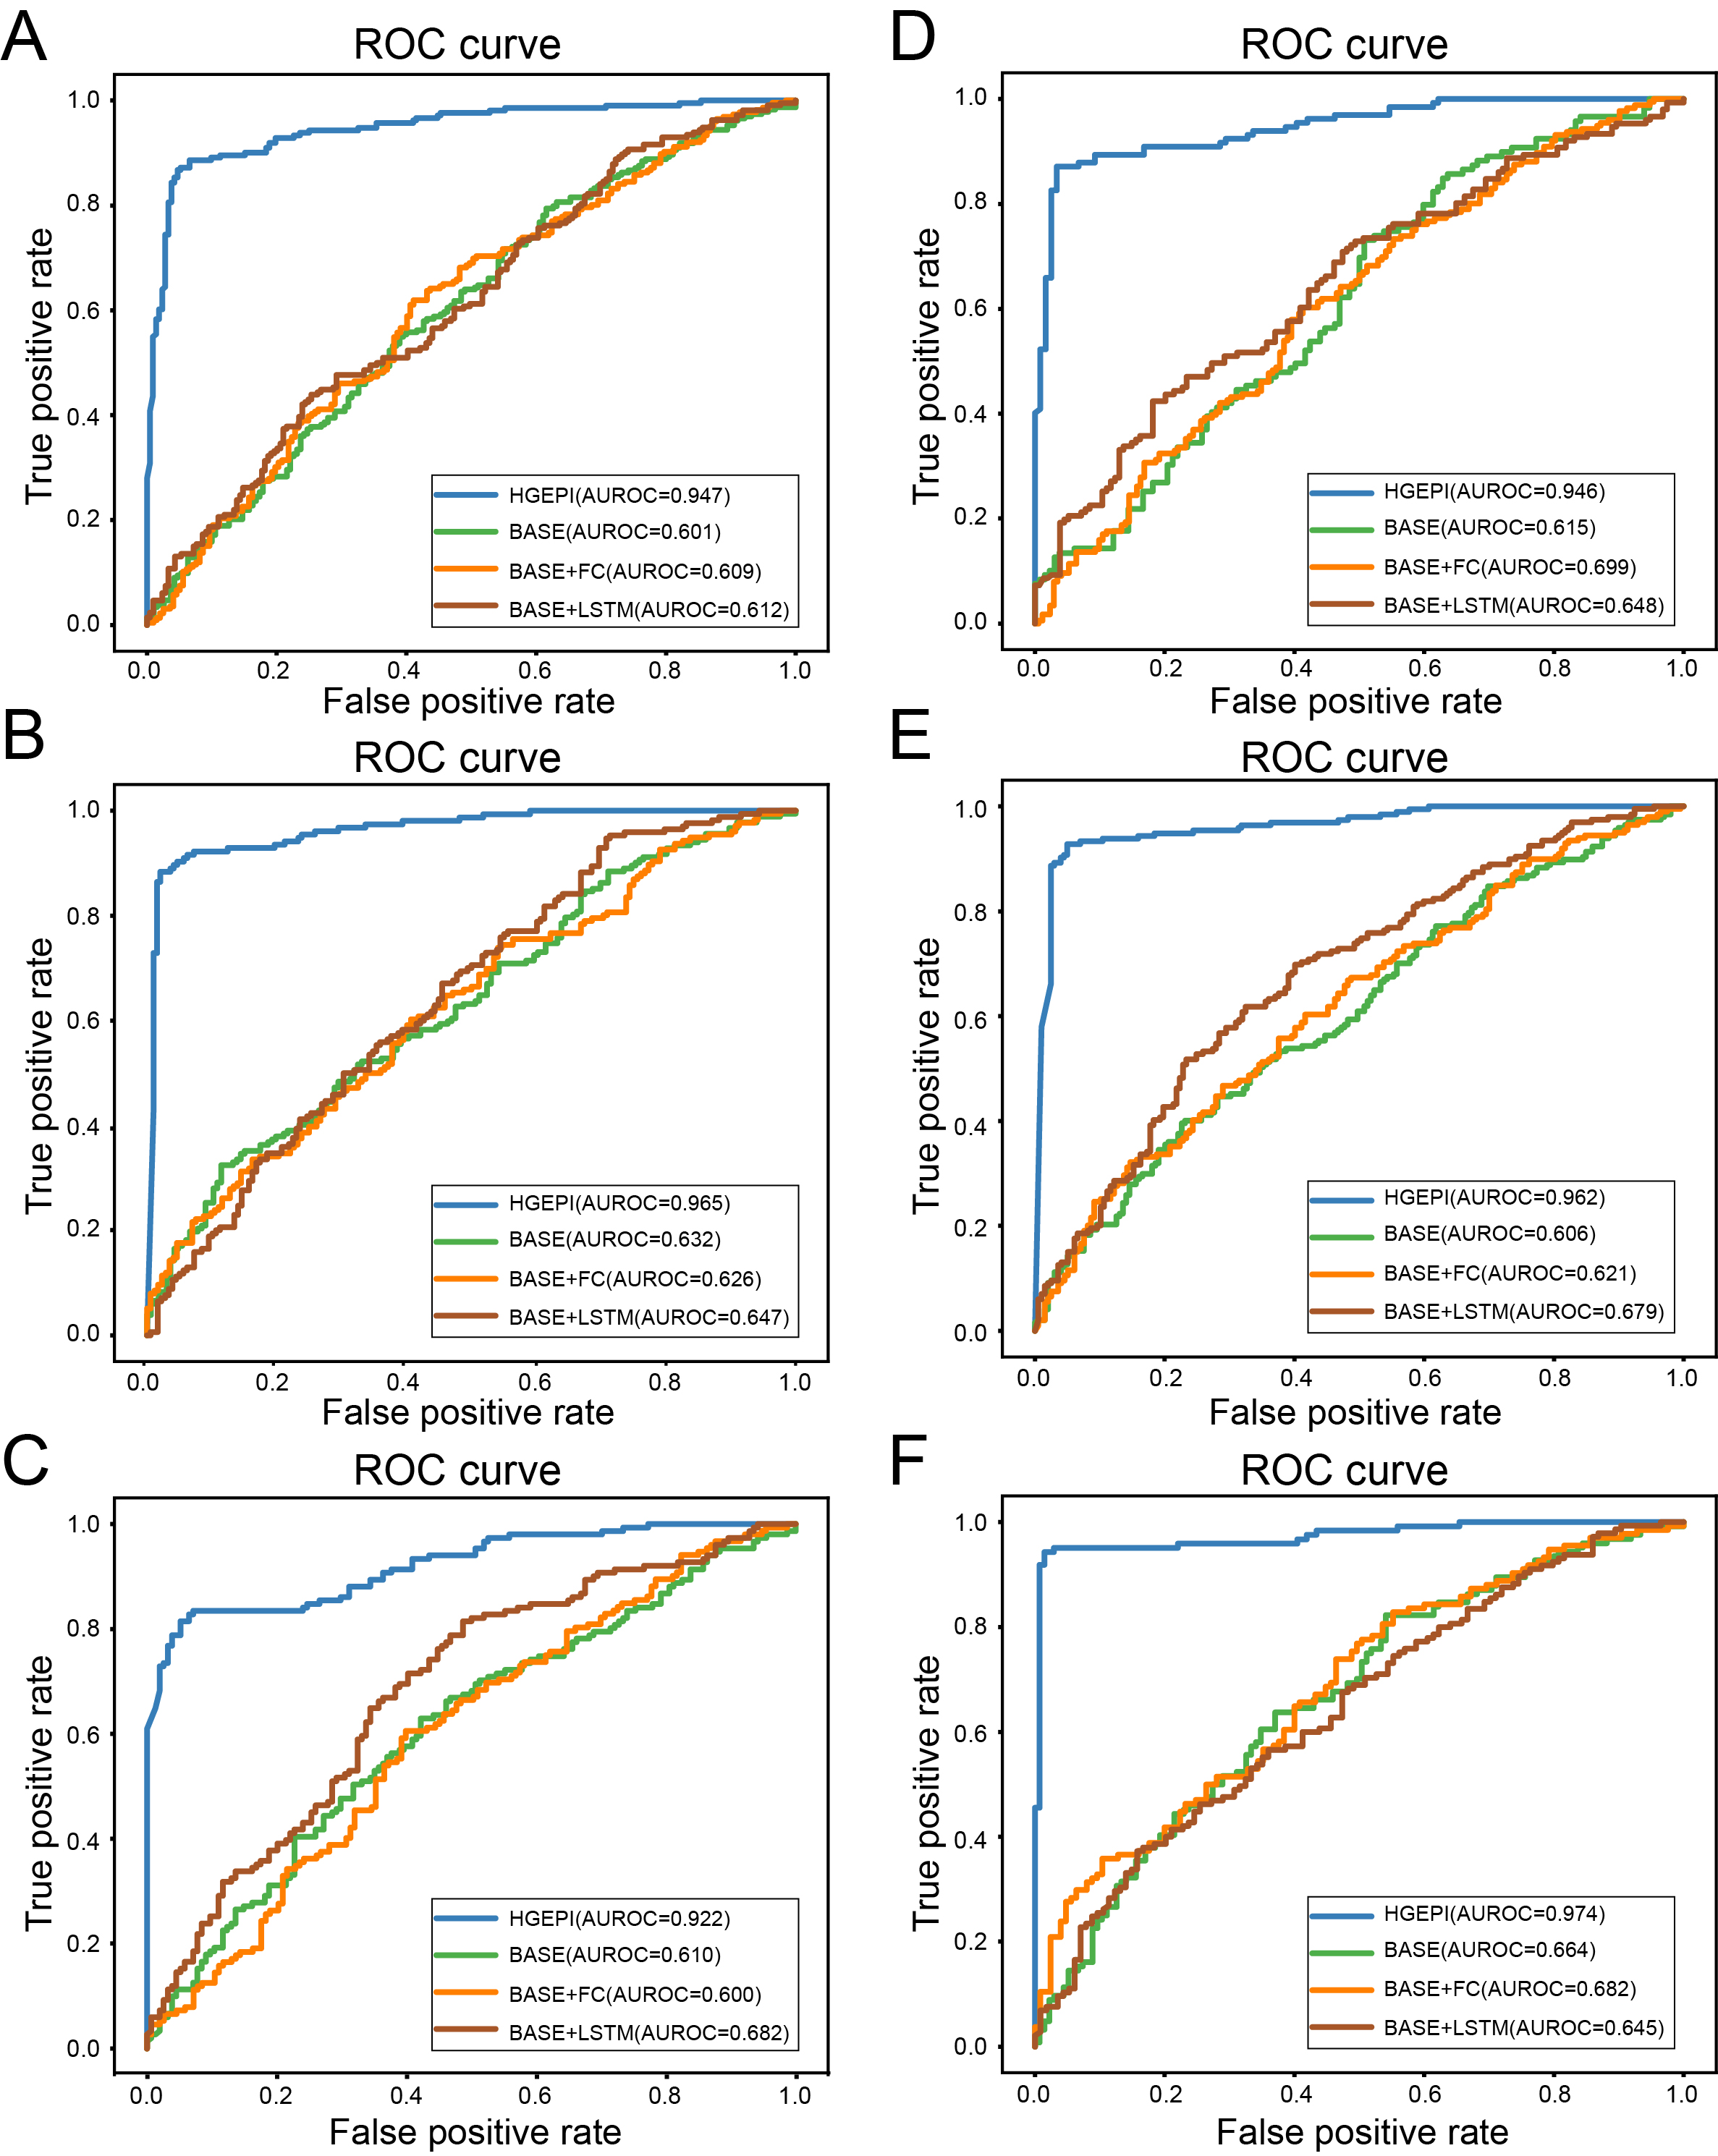 A
ROC curve
True positive rate
1.0
0.8
0.6
0.4
0.2
0.0
HGEPI(AUROC=0.947)
BASE(AUROC=0.601)
BASE+FC(AUROC=0.609)
BASE+LSTM(AUROC=0.612)
0.0 0.2 0.4 0.6 0.8 1.0
False positive rate
D
ROC curve
True positive rate
1.0
0.8
0.6
0.4
0.2
0.0
HGEPI(AUROC=0.946)
BASE(AUROC=0.615)
BASE+FC(AUROC=0.699)
BASE+LSTM(AUROC=0.648)
0.0 0.2 0.4 0.6 0.8 1.0
False positive rate
B
ROC curve
True positive rate
1.0
0.8
0.6
0.4
0.2
0.0
HGEPI(AUROC=0.965)
BASE(AUROC=0.632)
BASE+FC(AUROC=0.626)
BASE+LSTM(AUROC=0.647)
0.0 0.2 0.4 0.6 0.8 1.0
False positive rate
E
ROC curve
True positive rate
1.0
0.8
0.6
0.4
0.2
0.0
HGEPI(AUROC=0.962)
BASE(AUROC=0.606)
BASE+FC(AUROC=0.621)
BASE+LSTM(AUROC=0.679)
0.0 0.2 0.4 0.6 0.8 1.0
False positive rate
C
ROC curve
True positive rate
1.0
0.8
0.6
0.4
0.2
0.0
HGEPI(AUROC=0.922)
BASE(AUROC=0.610)
BASE+FC(AUROC=0.600)
BASE+LSTM(AUROC=0.682)
0.0 0.2 0.4 0.6 0.8 1.0
False positive rate
F
ROC curve
True positive rate
1.0
0.8
0.6
0.4
0.2
0.0
HGEPI(AUROC=0.974)
BASE(AUROC=0.664)
BASE+FC(AUROC=0.682)
BASE+LSTM(AUROC=0.645)
0.0 0.2 0.4 0.6 0.8 1.0
False positive rate